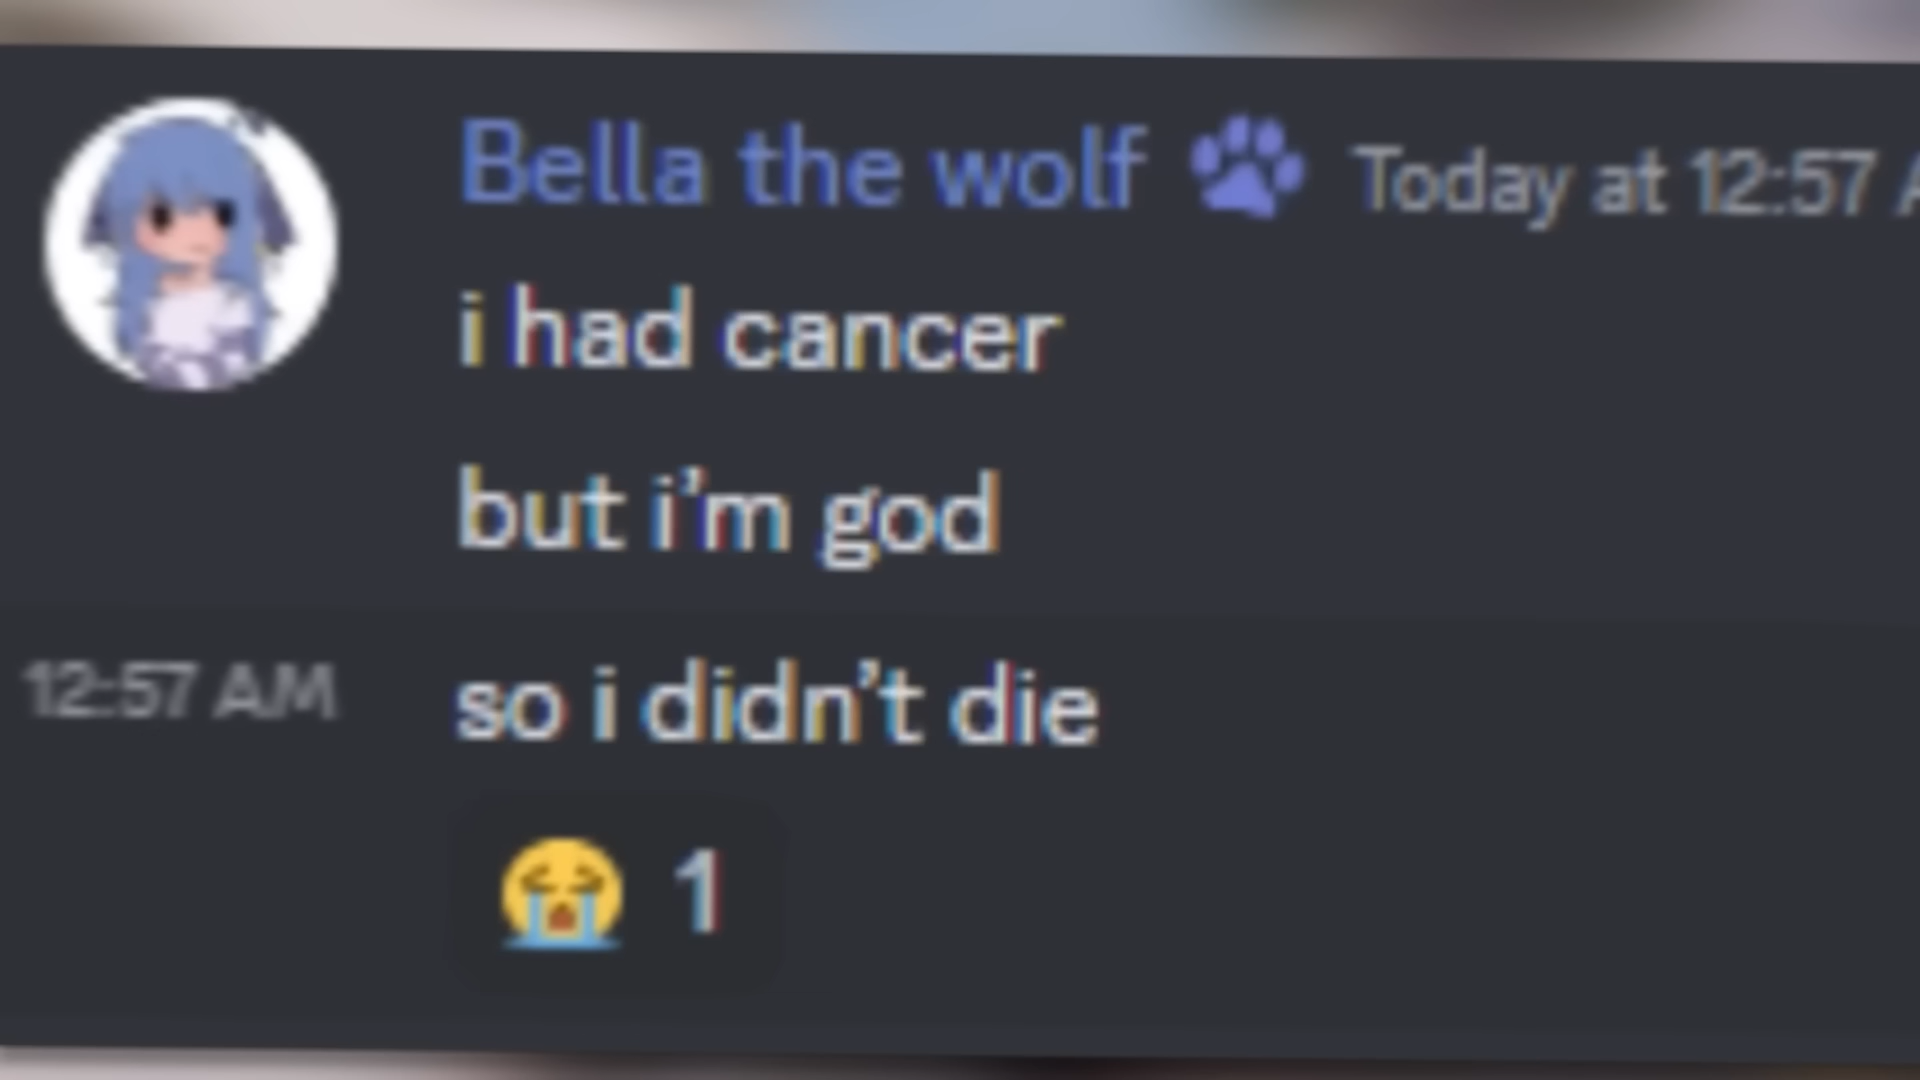 Bella the wolf 🐾 Today at 12:57 A
i had cancer
but i’m god
12:57 AM so i didn’t die
😭 1